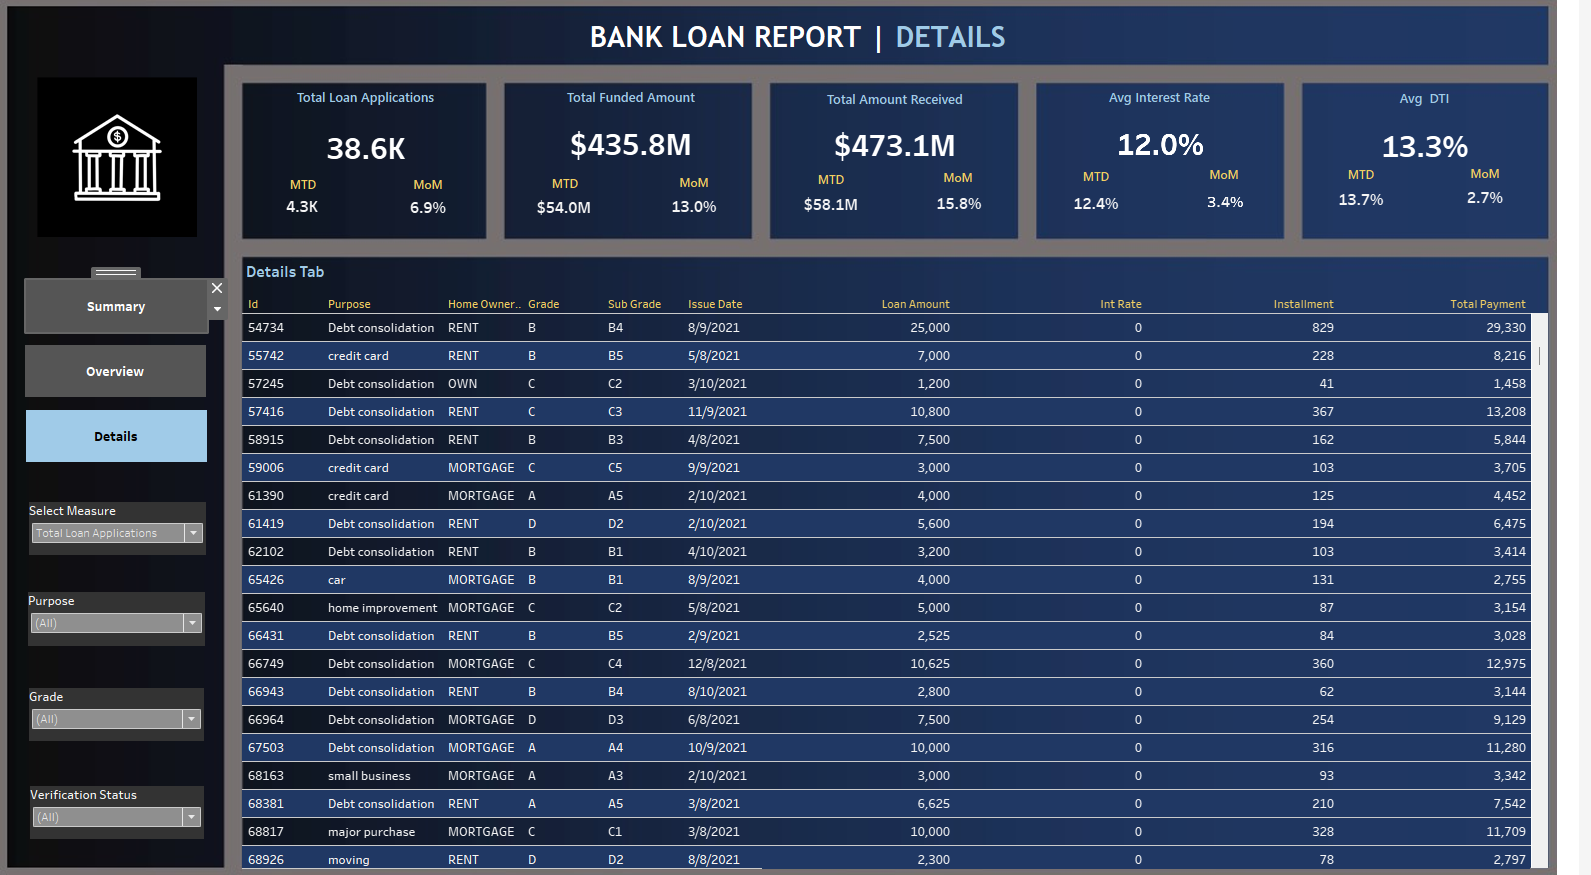 BANK LOAN REPORT | DETAILS
$
Total Loan Applications
38.6K
MTD MoM
4.3K 6.9%
Total Funded Amount
$435.8M
MTD MoM
$54.0M 13.0%
Total Amount Received
$473.1M
MTD MoM
$58.1M 15.8%
Avg Interest Rate
12.0%
MTD MoM
12.4% 3.4%
Avg DTI
13.3%
MTD MoM
13.7% 2.7%
Summary
Overview
Details
Select Measure
Total Loan Applications
Purpose
(All)
Grade
(All)
Verification Status
(All)
Details Tab
Id Purpose Home Owner.. Grade Sub Grade Issue Date Loan Amount Int Rate Installment Total Payment
54734 Debt consolidation RENT B B4 8/9/2021 25,000 0 829 29,330
55742 credit card RENT B B5 5/8/2021 7,000 0 228 8,216
57245 Debt consolidation OWN C C2 3/10/2021 1,200 0 41 1,458
57416 Debt consolidation RENT C C3 11/9/2021 10,800 0 367 13,208
58915 Debt consolidation RENT B B3 4/8/2021 7,500 0 162 5,844
59006 credit card MORTGAGE C C5 9/9/2021 3,000 0 103 3,705
61390 credit card MORTGAGE A A5 2/10/2021 4,000 0 125 4,452
61419 Debt consolidation RENT D D2 2/10/2021 5,600 0 194 6,475
62102 Debt consolidation RENT B B1 4/10/2021 3,200 0 103 3,414
65426 car MORTGAGE B B1 8/9/2021 4,000 0 131 2,755
65640 home improvement MORTGAGE C C2 5/8/2021 5,000 0 87 3,154
66431 Debt consolidation RENT B B5 2/9/2021 2,525 0 84 3,028
66749 Debt consolidation MORTGAGE C C4 12/8/2021 10,625 0 360 12,975
66943 Debt consolidation RENT B B4 8/10/2021 2,800 0 62 3,144
66964 Debt consolidation MORTGAGE D D3 6/8/2021 7,500 0 254 9,129
67503 Debt consolidation MORTGAGE A A4 10/9/2021 10,000 0 316 11,280
68163 small business MORTGAGE A A3 2/10/2021 3,000 0 93 3,342
68381 Debt consolidation RENT A A5 3/8/2021 6,625 0 210 7,542
68817 major purchase MORTGAGE C C1 3/8/2021 10,000 0 328 11,709
68926 moving RENT D D2 8/8/2021 2,300 0 78 2,797